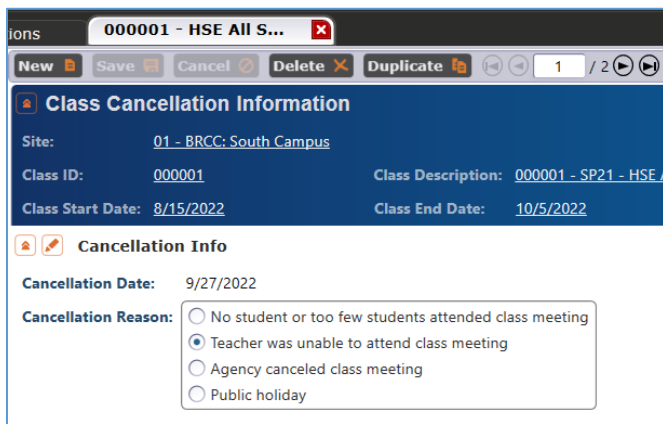 ions 000001 - HSE All S...
New Save Cancel Delete Duplicate 1 / 2
Class Cancellation Information
Site: 01 - BRCC: South Campus
Class ID: 000001 Class Description: 000001 - SP21 - HSE
Class Start Date: 8/15/2022 Class End Date: 10/5/2022
Cancellation Info
Cancellation Date: 9/27/2022
Cancellation Reason: No student or too few students attended class meeting
Teacher was unable to attend class meeting
Agency canceled class meeting
Public holiday